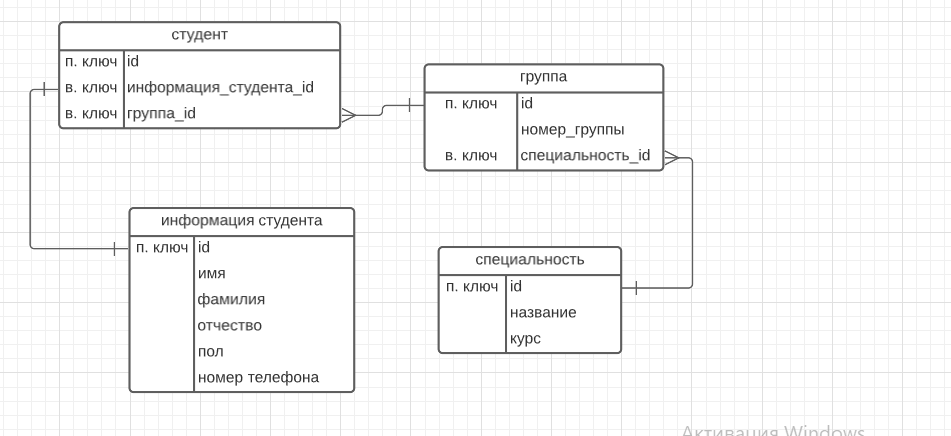 студент
п. ключ id
в. ключ информация_студента_id
в. ключ группа_id
группа
п. ключ id
номер_группы
в. ключ специальность_id
информация студента
п. ключ id
имя
фамилия
отчество
пол
номер телефона
специальность
п. ключ id
название
курс
Активация Windows